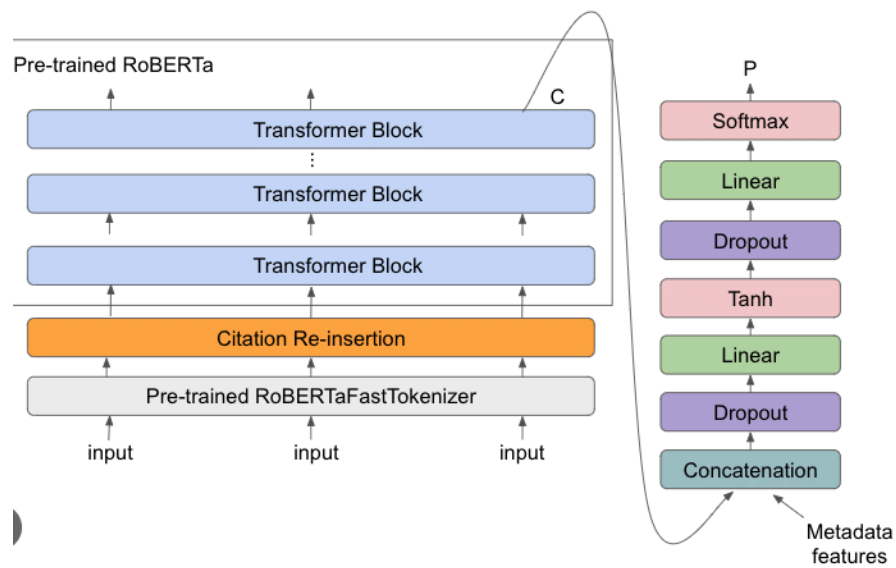 Pre-trained RoBERTa
C
Transformer Block
⋮
Transformer Block
Transformer Block
Citation Re-insertion
Pre-trained RoBERTaFastTokenizer
input input input
P
Softmax
Linear
Dropout
Tanh
Linear
Dropout
Concatenation
Metadata
features